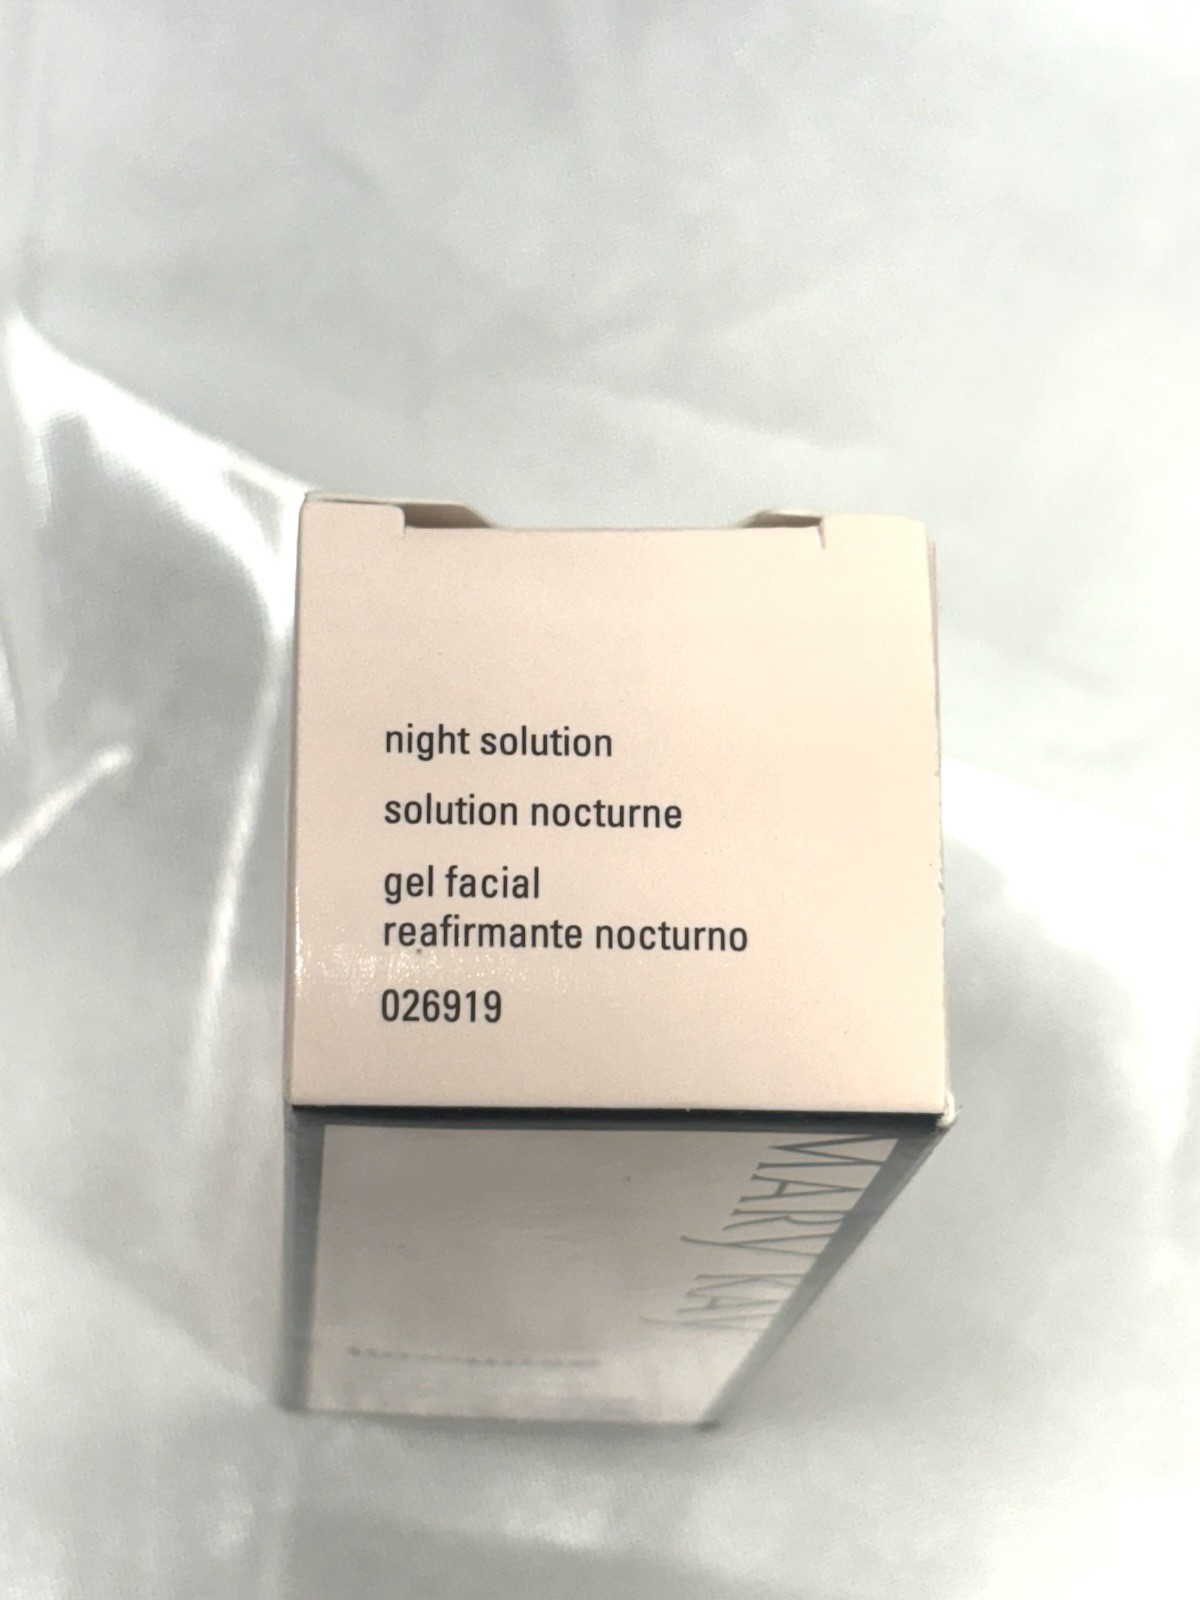 night solution
solution nocturne
gel facial
reafirmante nocturno
026919
MARY KAY